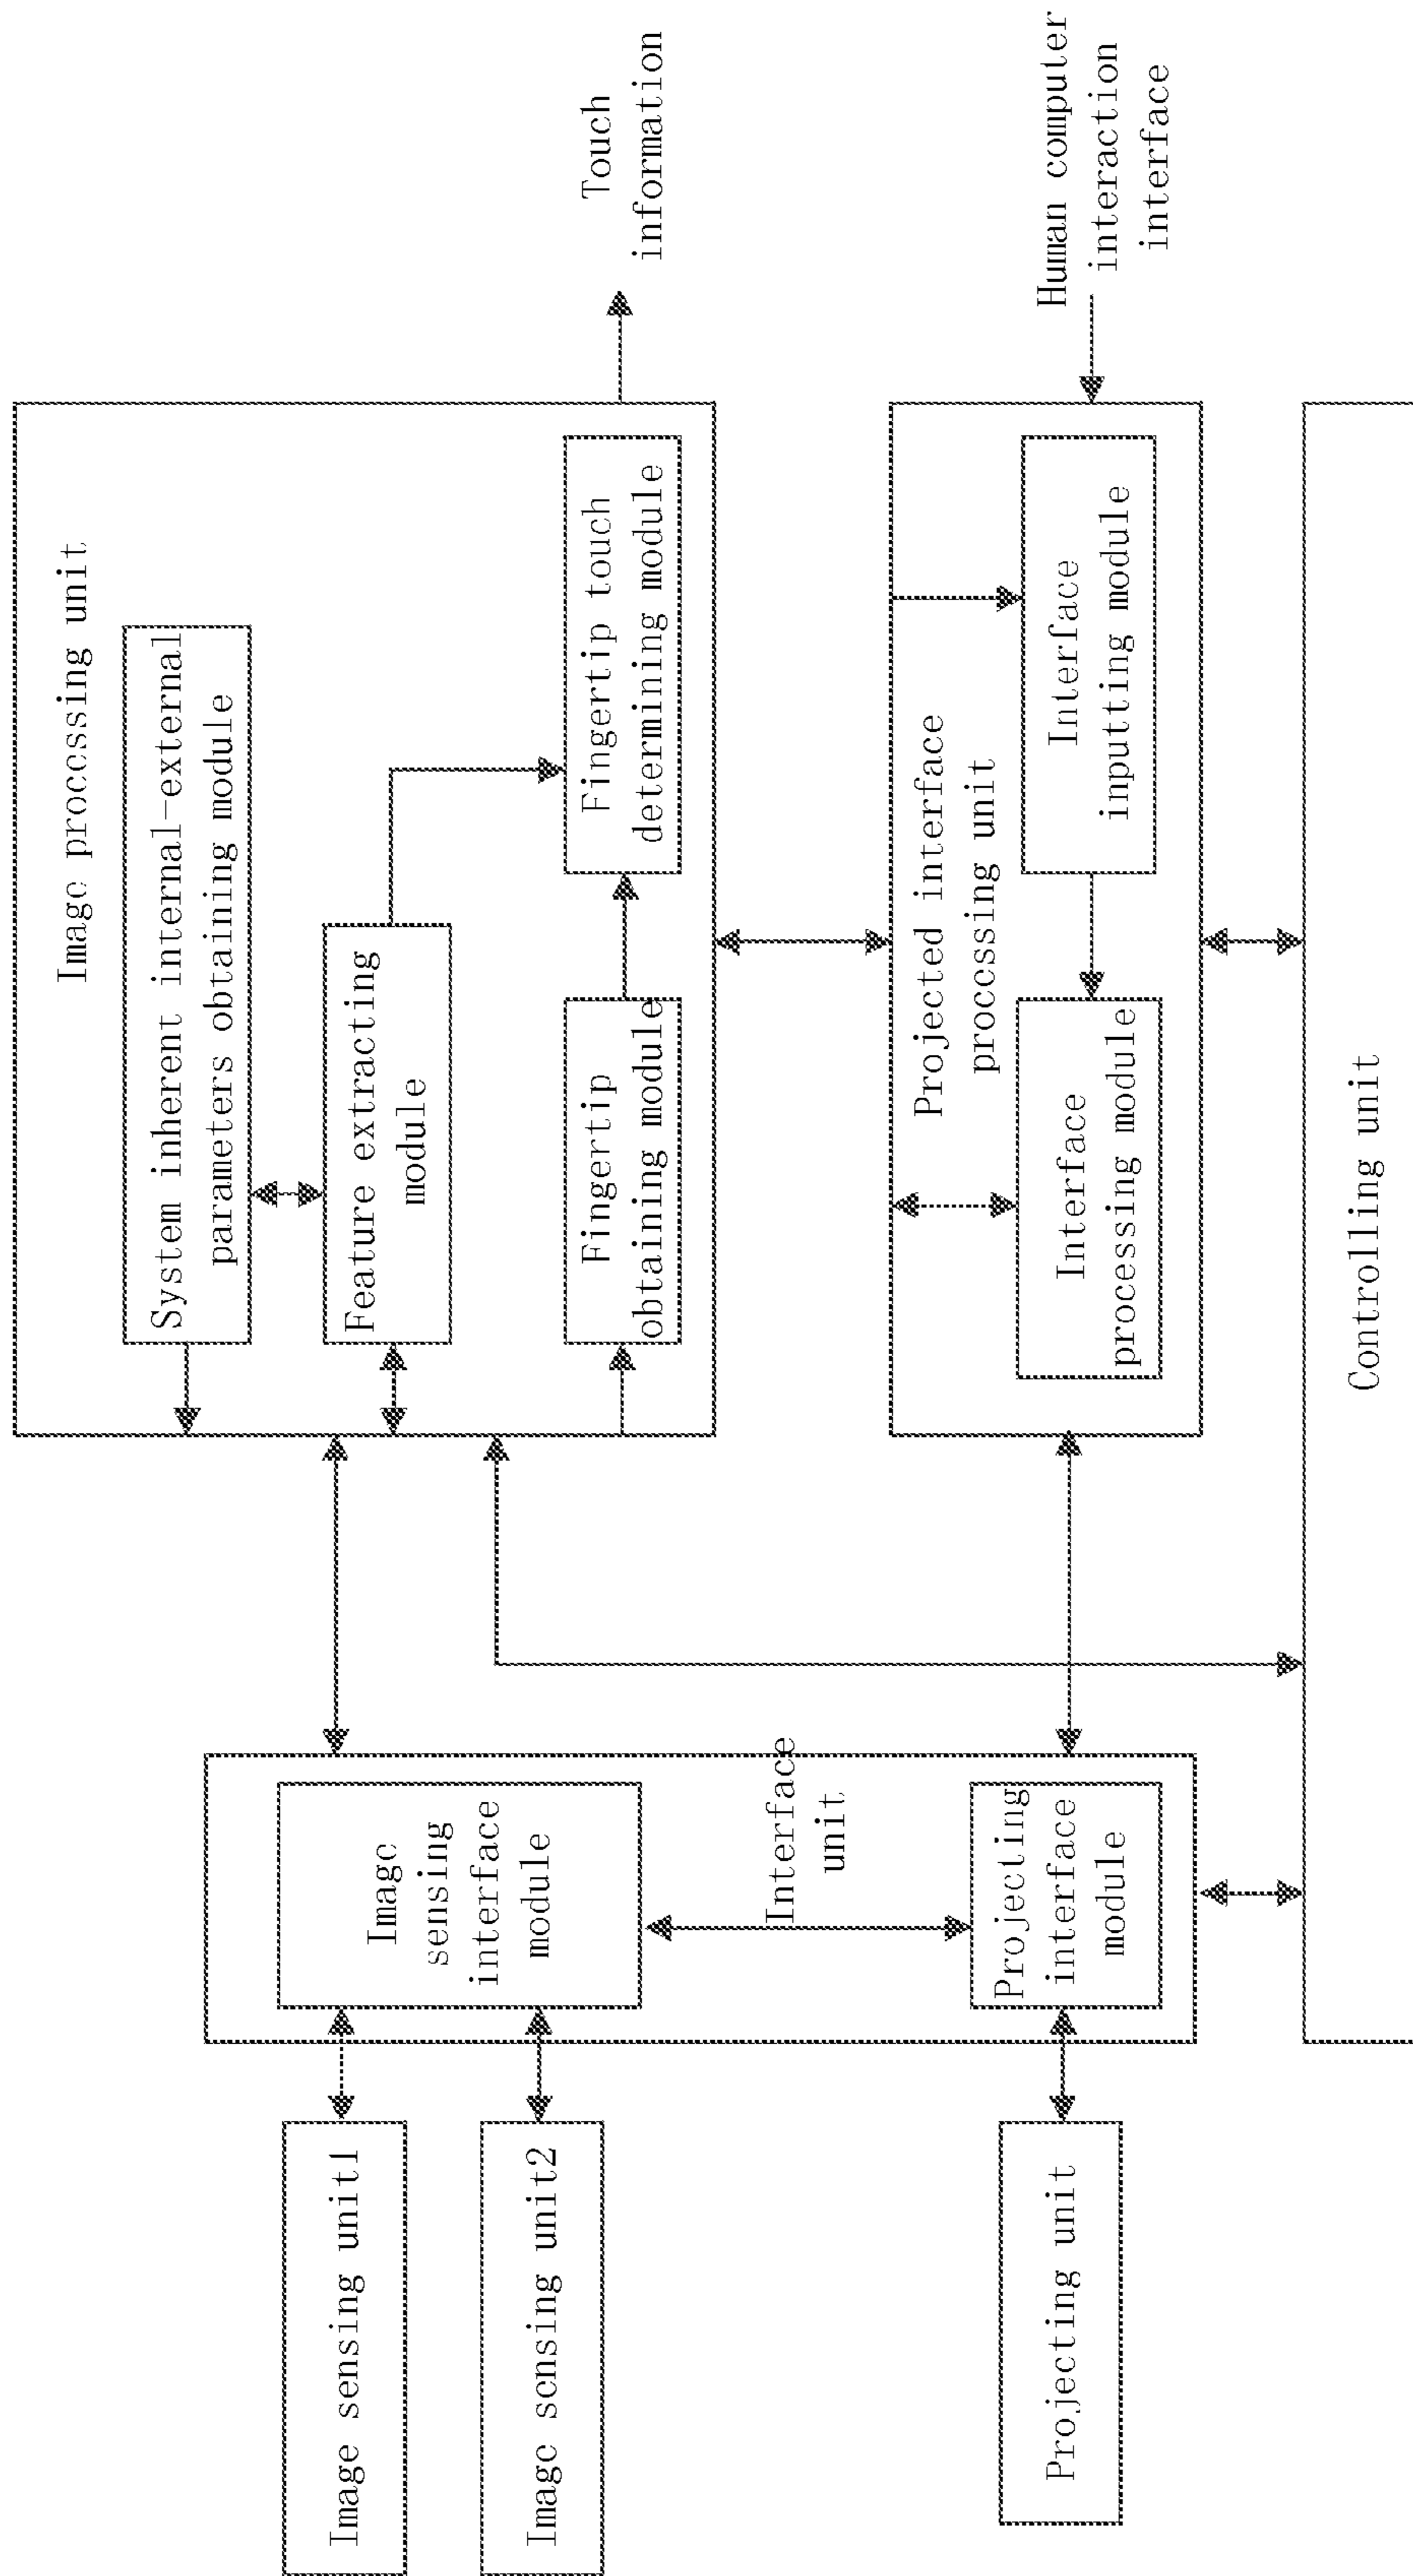 Image processing unit
System inherent internal-external
parameters obtaining module
Feature extracting
module
Fingertip
obtaining module
Fingertip touch
determining module
Touch
information
Image sensing unit1
Image sensing unit2
Image
sensing
interface
module
Interface
unit
Projecting
interface
module
Projecting unit
Projected interface
processing unit
Interface
processing module
Interface
inputting module
Human computer
interaction
interface
Controlling unit